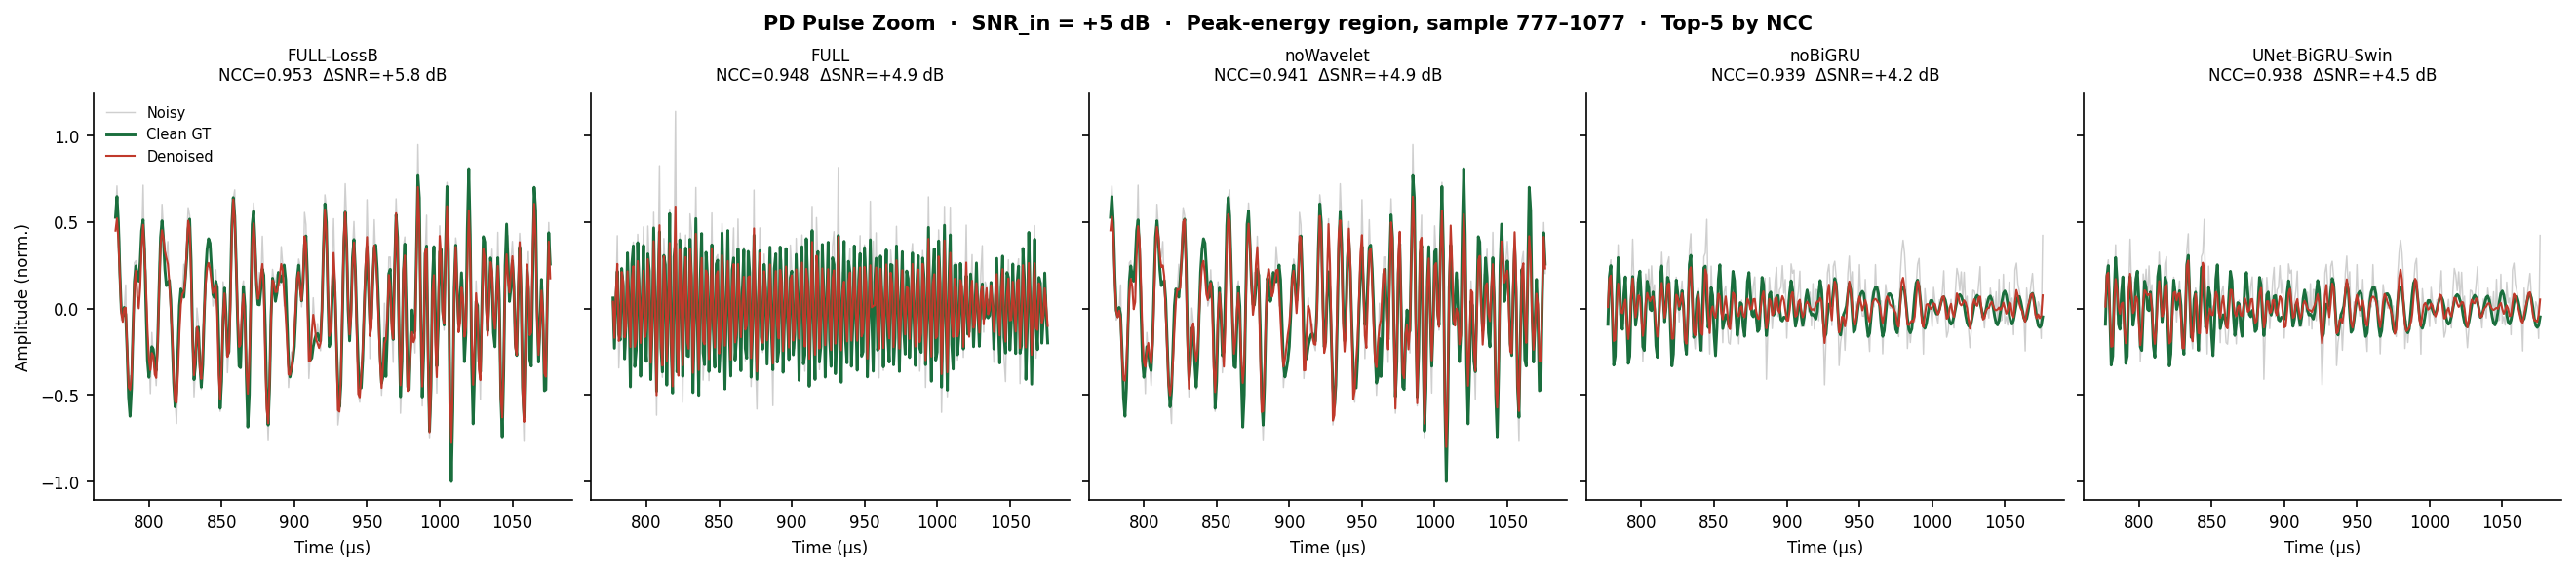 PD Pulse Zoom · SNR_in = +5 dB · Peak-energy region, sample 777–1077 · Top-5 by NCC
FULL-LossB
NCC=0.953 ΔSNR=+5.8 dB
FULL
NCC=0.948 ΔSNR=+4.9 dB
noWavelet
NCC=0.941 ΔSNR=+4.9 dB
noBiGRU
NCC=0.939 ΔSNR=+4.2 dB
UNet-BiGRU-Swin
NCC=0.938 ΔSNR=+4.5 dB
Noisy
Clean GT
Denoised
Amplitude (norm.)
1.0
0.5
0.0
−0.5
−1.0
800 850 900 950 1000 1050
Time (μs)
800 850 900 950 1000 1050
Time (μs)
800 850 900 950 1000 1050
Time (μs)
800 850 900 950 1000 1050
Time (μs)
800 850 900 950 1000 1050
Time (μs)